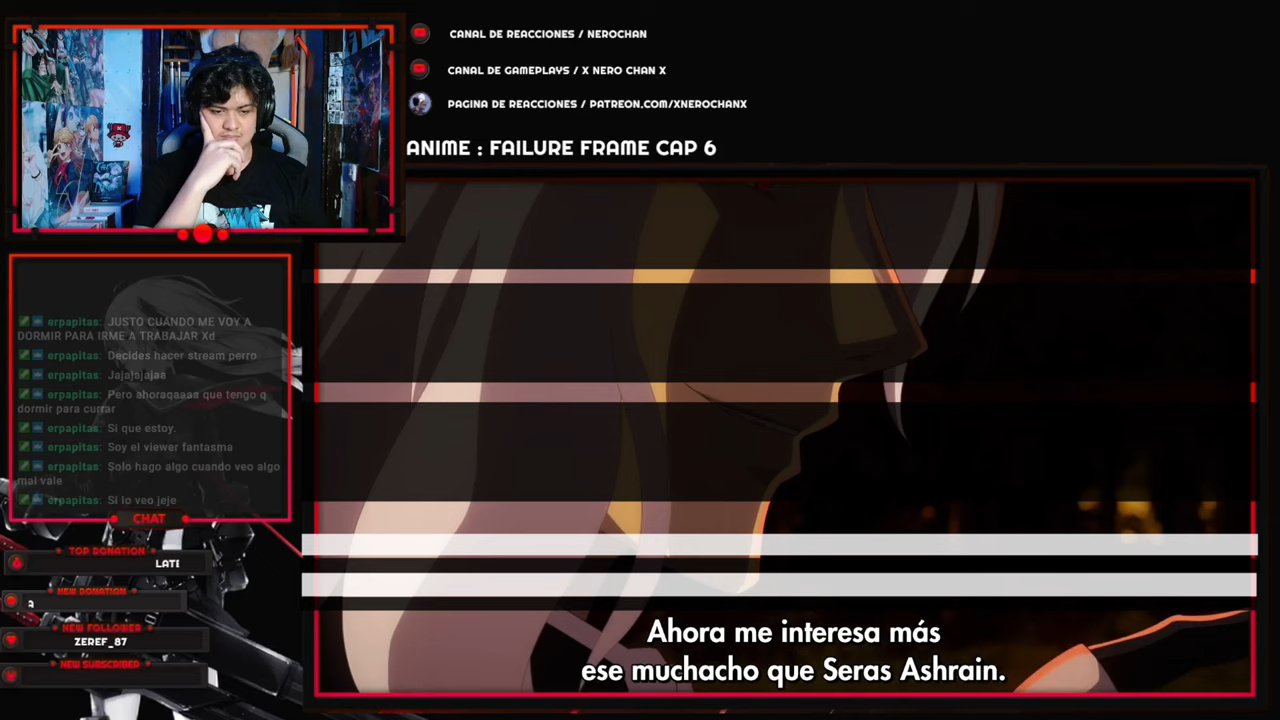 CANAL DE REACCIONES / NEROCHAN
CANAL DE GAMEPLAYS / X NERO CHAN X
PAGINA DE REACCIONES / PATREON.COM/XNEROCHANX
ANIME : FAILURE FRAME CAP 6
erpapitas: JUSTO CUANDO ME VOY A
DORMIR PARA IRME A TRABAJAR Xd
erpapitas: Decides hacer stream perro
erpapitas: Jajajajajaa
erpapitas: Pero ahoraqaaaa que tengo q
dormir para currar
erpapitas: Si que estoy.
erpapitas: Soy el viewer fantasma
erpapitas: Solo hago algo cuando veo algo
mal vale
erpapitas: Si lo veo jeje
CHAT
TOP DONATION
LATE
NEW DONATION
a
NEW FOLLOWER
ZEREF_87
NEW SUBSCRIBER
Ahora me interesa más
ese muchacho que Seras Ashrain.